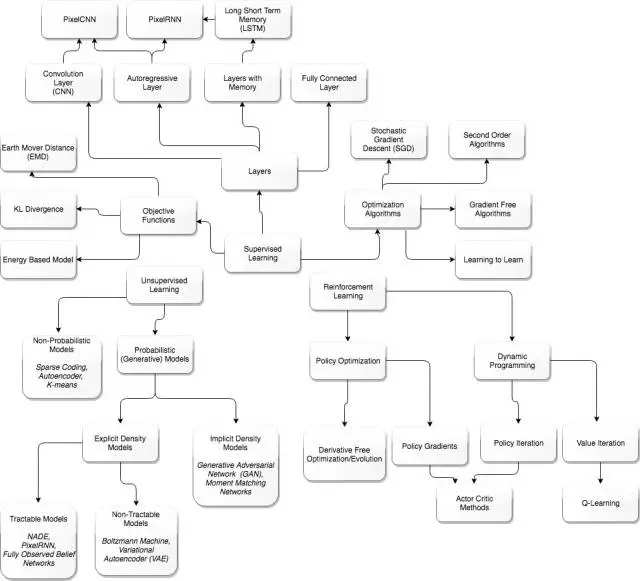 PixelCNN
PixelRNN
Long Short Term
Memory
(LSTM)
Convolution
Layer
(CNN)
Autoregressive
Layer
Layers with
Memory
Fully Connected
Layer
Stochastic
Gradient
Descent (SGD)
Second Order
Algorithms
Earth Mover Distance
(EMD)
Layers
KL Divergence
Objective
Functions
Optimization
Algorithms
Gradient Free
Algorithms
Energy Based Model
Supervised
Learning
Learning to Learn
Unsupervised
Learning
Reinforcement
Learning
Non-Probabilistic
Models
Sparse Coding,
Autoencoder,
K-means
Probabilistic
(Generative) Models
Policy Optimization
Dynamic
Programming
Explicit Density
Models
Implicit Density
Models
Generative Adversarial
Network (GAN),
Moment Matching
Networks
Derivative Free
Optimization/Evolution
Policy Gradients
Policy Iteration
Value Iteration
Tractable Models
NADE,
PixelRNN,
Fully Observed Belief
Networks
Non-Tractable
Models
Boltzmann Machine,
Variational
Autoencoder (VAE)
Actor Critic
Methods
Q-Learning